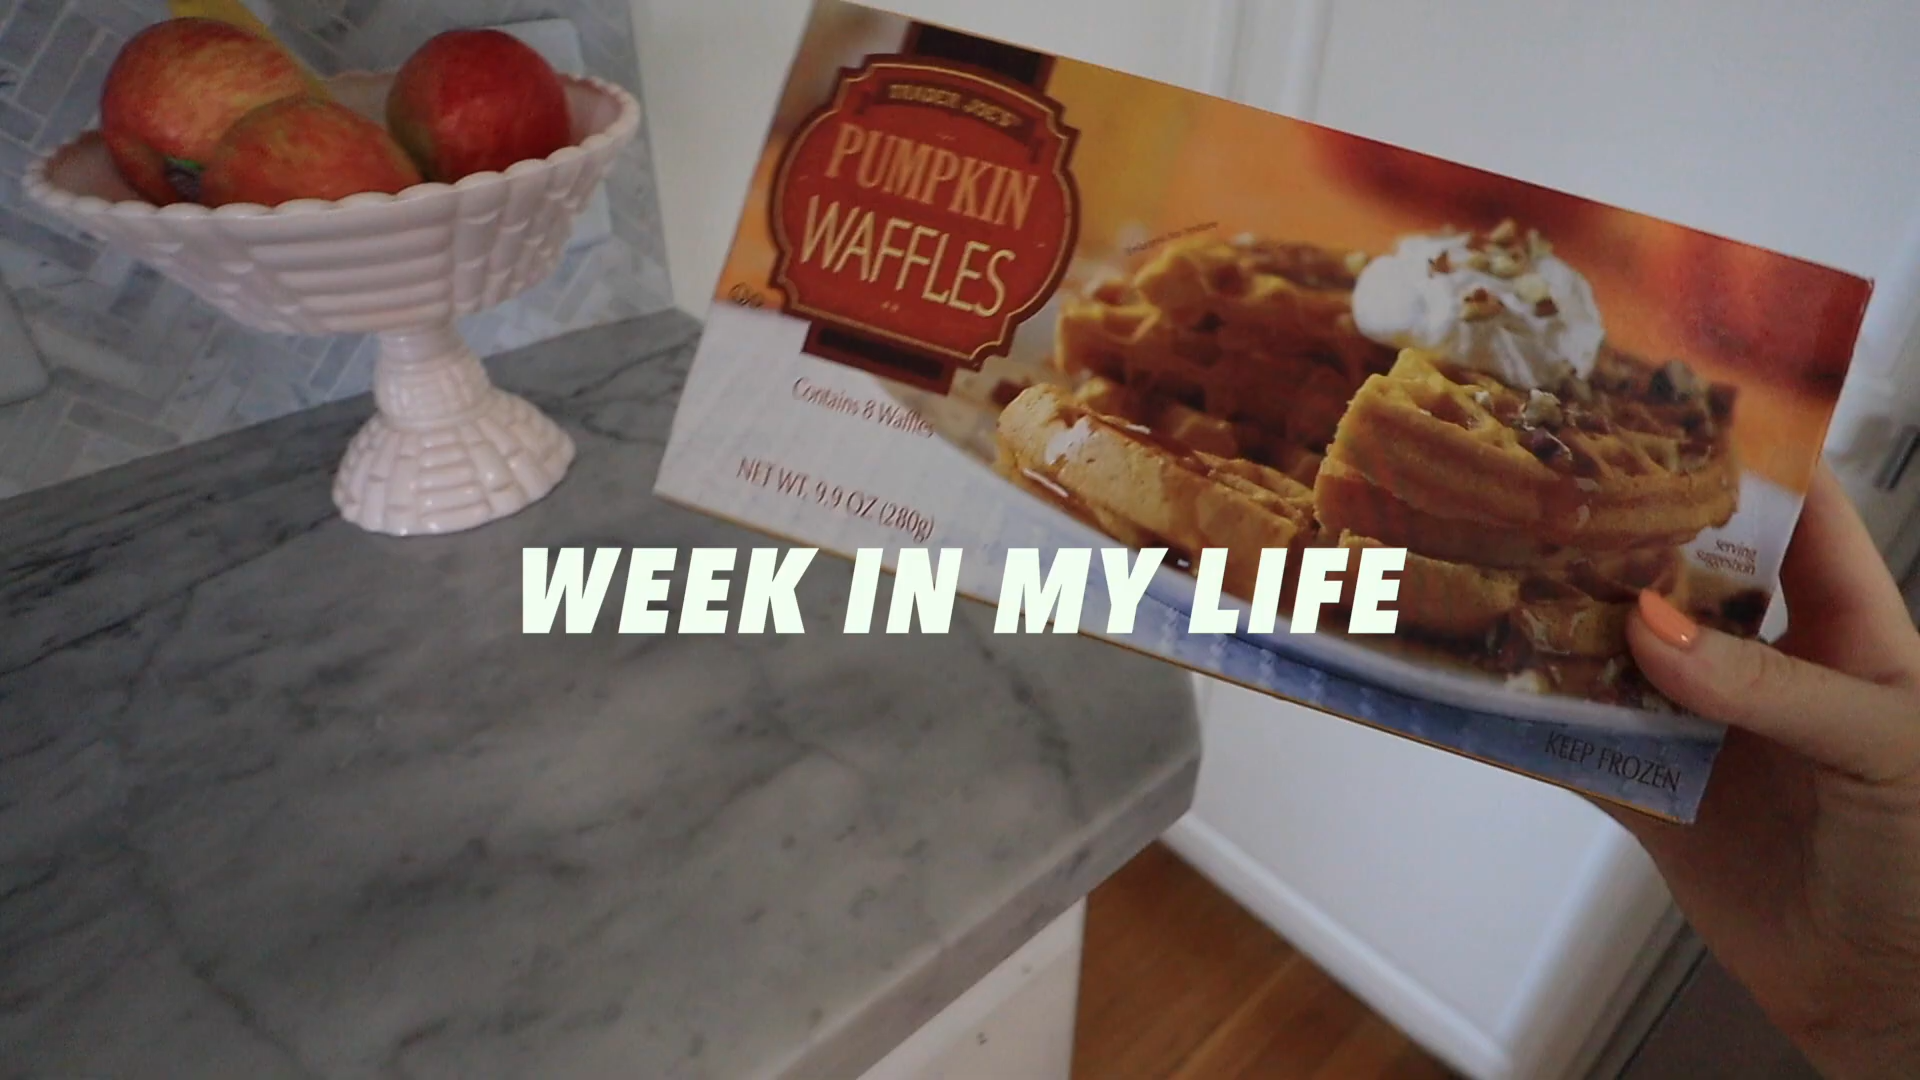 TRADER JOE'S
PUMPKIN
WAFFLES
Contains 8 Waffles
NET WT. 9.9 OZ (280g)
WEEK IN MY LIFE
serving
suggestion
KEEP FROZEN